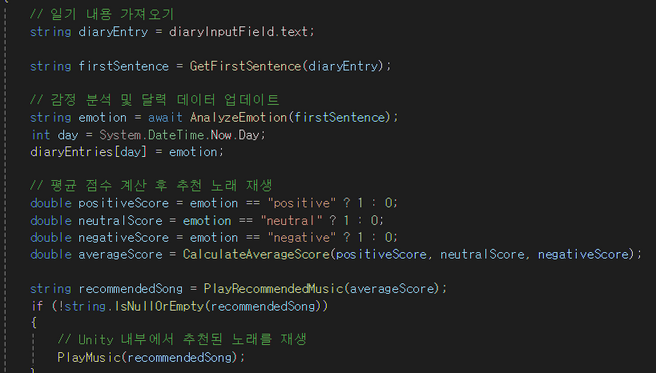 // 일기 내용 가져오기
string diaryEntry = diaryInputField.text;
string firstSentence = GetFirstSentence(diaryEntry);
// 감정 분석 및 달력 데이터 업데이트
string emotion = await AnalyzeEmotion(firstSentence);
int day = System.DateTime.Now.Day;
diaryEntries[day] = emotion;
// 평균 점수 계산 후 추천 노래 재생
double positiveScore = emotion == "positive" ? 1 : 0;
double neutralScore = emotion == "neutral" ? 1 : 0;
double negativeScore = emotion == "negative" ? 1 : 0;
double averageScore = CalculateAverageScore(positiveScore, neutralScore, negativeScore);
string recommendedSong = PlayRecommendedMusic(averageScore);
if (!string.IsNullOrEmpty(recommendedSong))
{
// Unity 내부에서 추천된 노래를 재생
PlayMusic(recommendedSong);
}